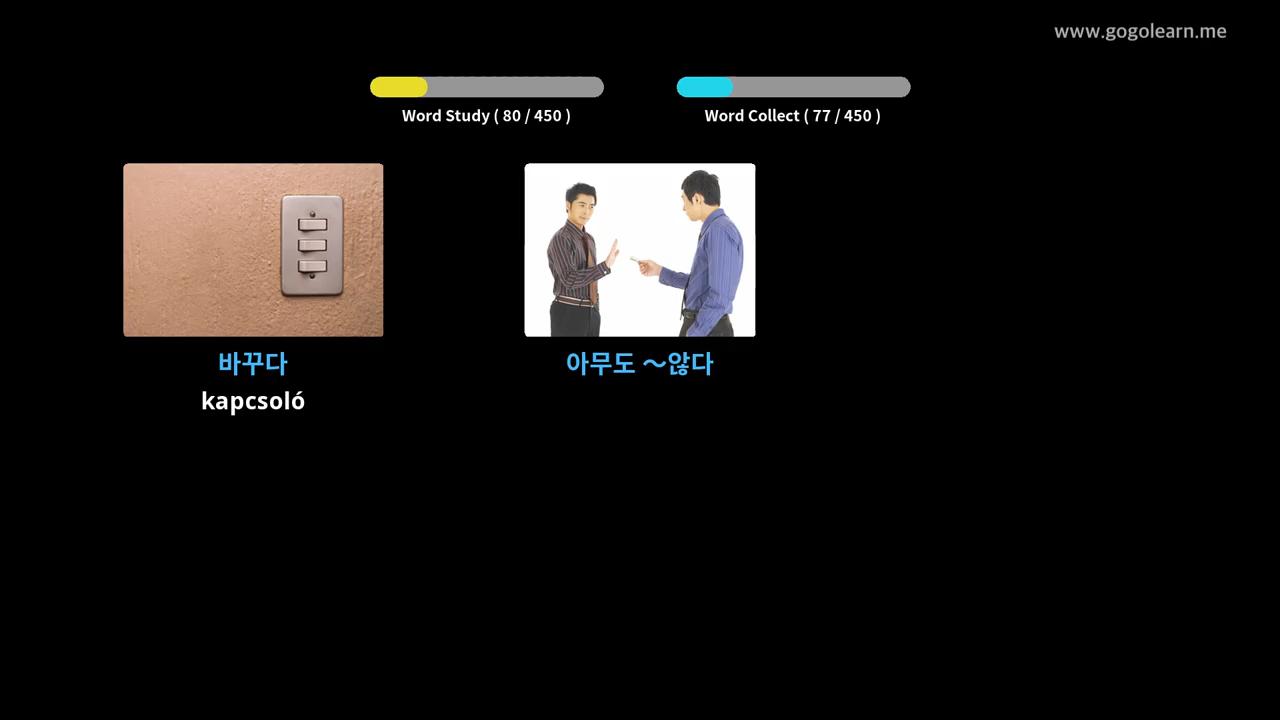 www.gogolearn.me
Word Study ( 80 / 450 )
Word Collect ( 77 / 450 )
바꾸다
kapcsoló
아무도 ～않다